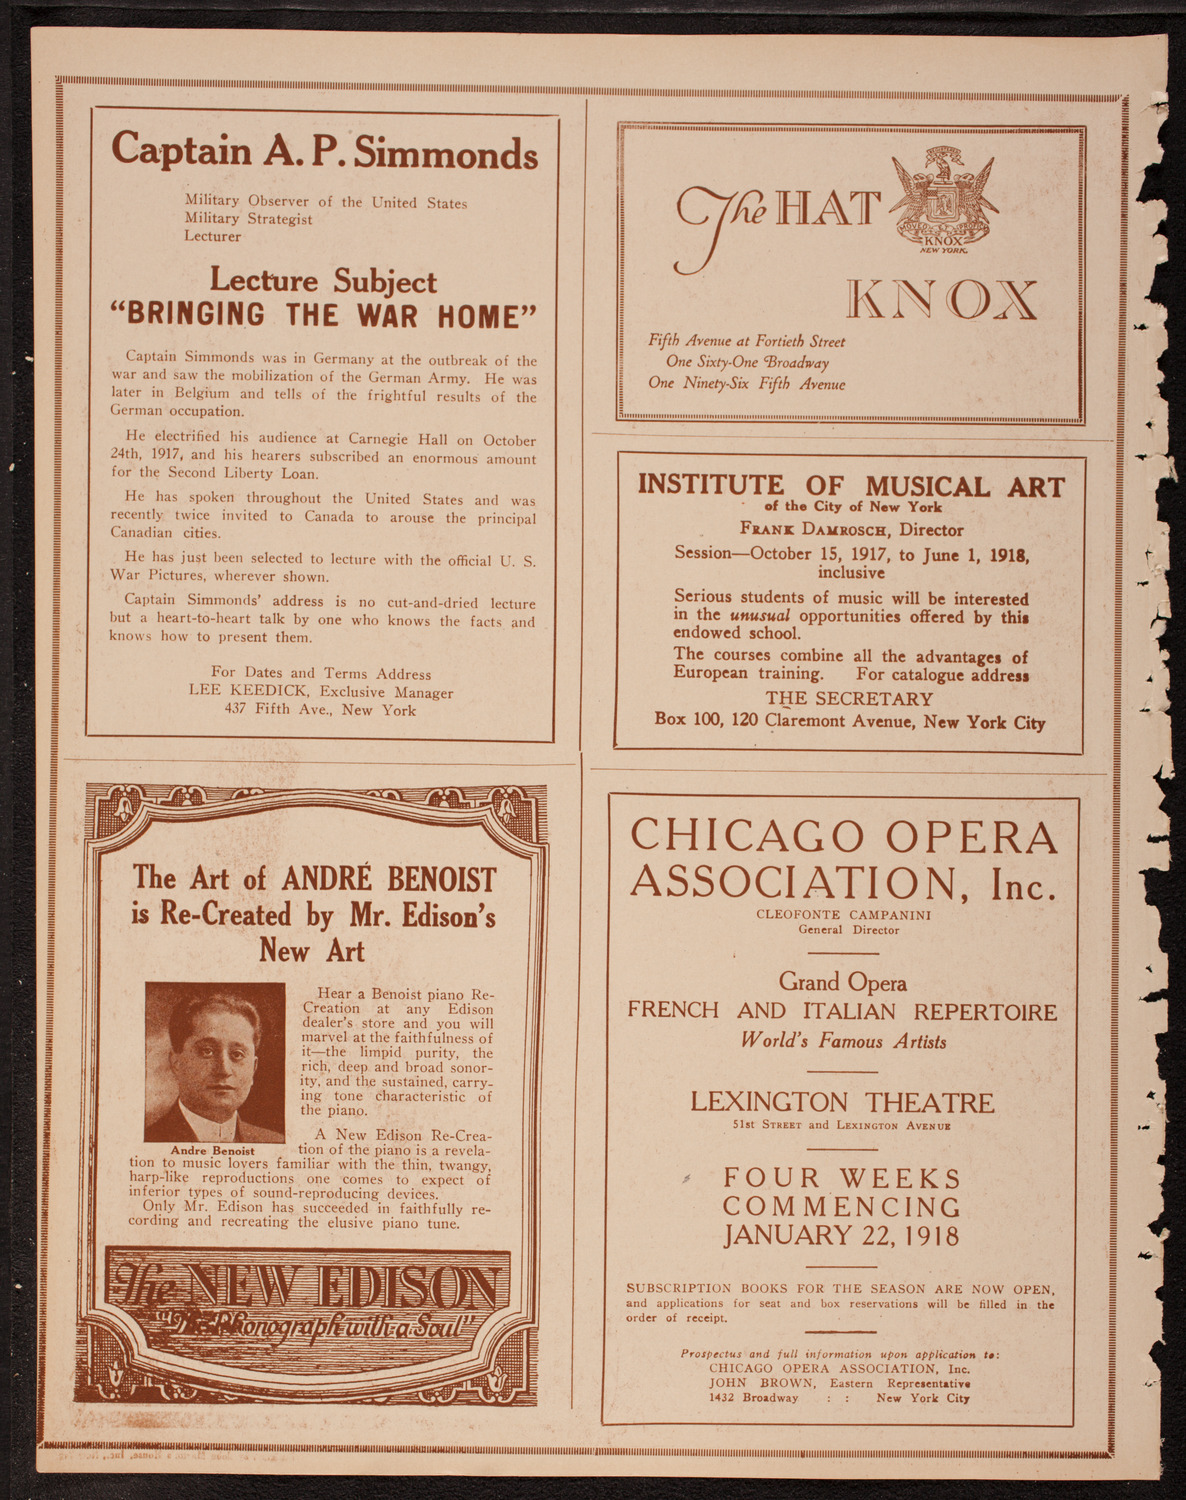 Captain A. P. Simmonds
Military Observer of the United States
Military Strategist
Lecturer
Lecture Subject
"BRINGING THE WAR HOME"
Captain Simmonds was in Germany at the outbreak of the
war and saw the mobilization of the German Army. He was
later in Belgium and tells of the frightful results of the
German occupation.
He electrified his audience at Carnegie Hall on October
24th, 1917, and his hearers subscribed an enormous amount
for the Second Liberty Loan.
He has spoken throughout the United States and was
recently twice invited to Canada to arouse the principal
Canadian cities.
He has just been selected to lecture with the official U. S.
War Pictures, wherever shown.
Captain Simmonds' address is no cut-and-dried lecture
but a heart-to-heart talk by one who knows the facts and
knows how to present them.
For Dates and Terms Address
LEE KEEDICK, Exclusive Manager
437 Fifth Ave., New York
The HAT
KNOX
NEW YORK.
KNOX
Fifth Avenue at Fortieth Street
One Sixty-One Broadway
One Ninety-Six Fifth Avenue
INSTITUTE OF MUSICAL ART
of the City of New York
FRANK DAMROSCH, Director
Session—October 15, 1917, to June 1, 1918,
inclusive
Serious students of music will be interested
in the unusual opportunities offered by this
endowed school.
The courses combine all the advantages of
European training. For catalogue address
THE SECRETARY
Box 100, 120 Claremont Avenue, New York City
The Art of ANDRÉ BENOIST
is Re-Created by Mr. Edison's
New Art
Hear a Benoist piano Re-
Creation at any Edison
dealer's store and you will
marvel at the faithfulness of
it—the limpid purity, the
rich, deep and broad sonor-
ity, and the sustained, carry-
ing tone characteristic of
the piano.
Andre Benoist
A New Edison Re-Crea-
tion of the piano is a revela-
tion to music lovers familiar with the thin, twangy,
harp-like reproductions one comes to expect of
inferior types of sound-reproducing devices.
Only Mr. Edison has succeeded in faithfully re-
cording and recreating the elusive piano tune.
The NEW EDISON
"The Phonograph with a Soul"
CHICAGO OPERA
ASSOCIATION, Inc.
CLEOFONTE CAMPANINI
General Director
Grand Opera
FRENCH AND ITALIAN REPERTOIRE
World's Famous Artists
LEXINGTON THEATRE
51st STREET and LEXINGTON AVENUE
FOUR WEEKS
COMMENCING
JANUARY 22, 1918
SUBSCRIPTION BOOKS FOR THE SEASON ARE NOW OPEN,
and applications for seat and box reservations will be filled in the
order of receipt.
Prospectus and full information upon application to:
CHICAGO OPERA ASSOCIATION, Inc.
JOHN BROWN, Eastern Representative
1432 Broadway : : New York City